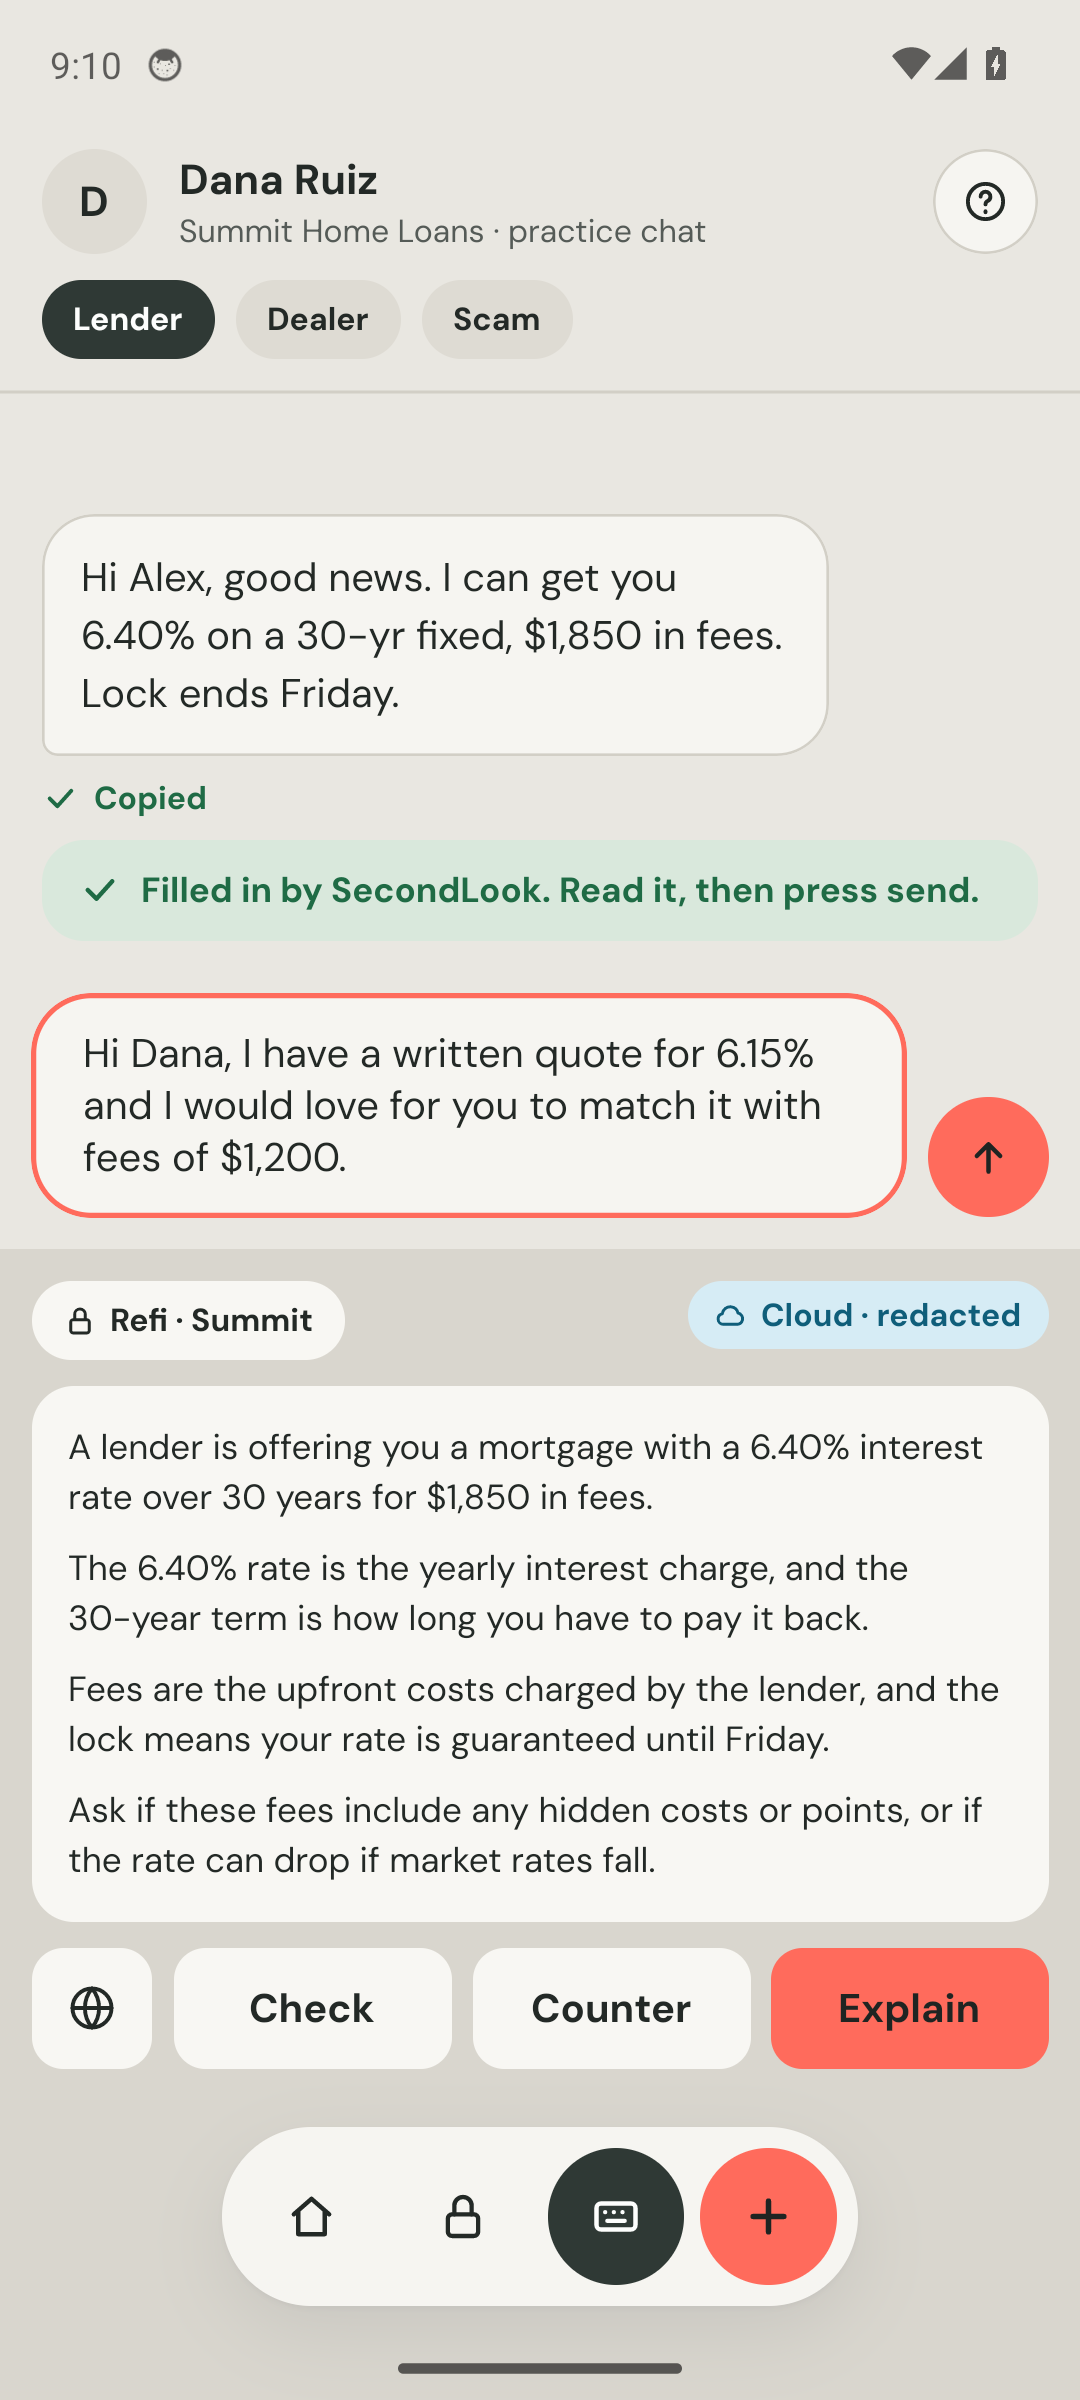 9:10
D
Dana Ruiz
Summit Home Loans · practice chat
Lender
Dealer
Scam
Hi Alex, good news. I can get you
6.40% on a 30-yr fixed, $1,850 in fees.
Lock ends Friday.
Copied
Filled in by SecondLook. Read it, then press send.
Hi Dana, I have a written quote for 6.15%
and I would love for you to match it with
fees of $1,200.
Refi · Summit
Cloud · redacted
A lender is offering you a mortgage with a 6.40% interest
rate over 30 years for $1,850 in fees.
The 6.40% rate is the yearly interest charge, and the
30-year term is how long you have to pay it back.
Fees are the upfront costs charged by the lender, and the
lock means your rate is guaranteed until Friday.
Ask if these fees include any hidden costs or points, or if
the rate can drop if market rates fall.
Check
Counter
Explain